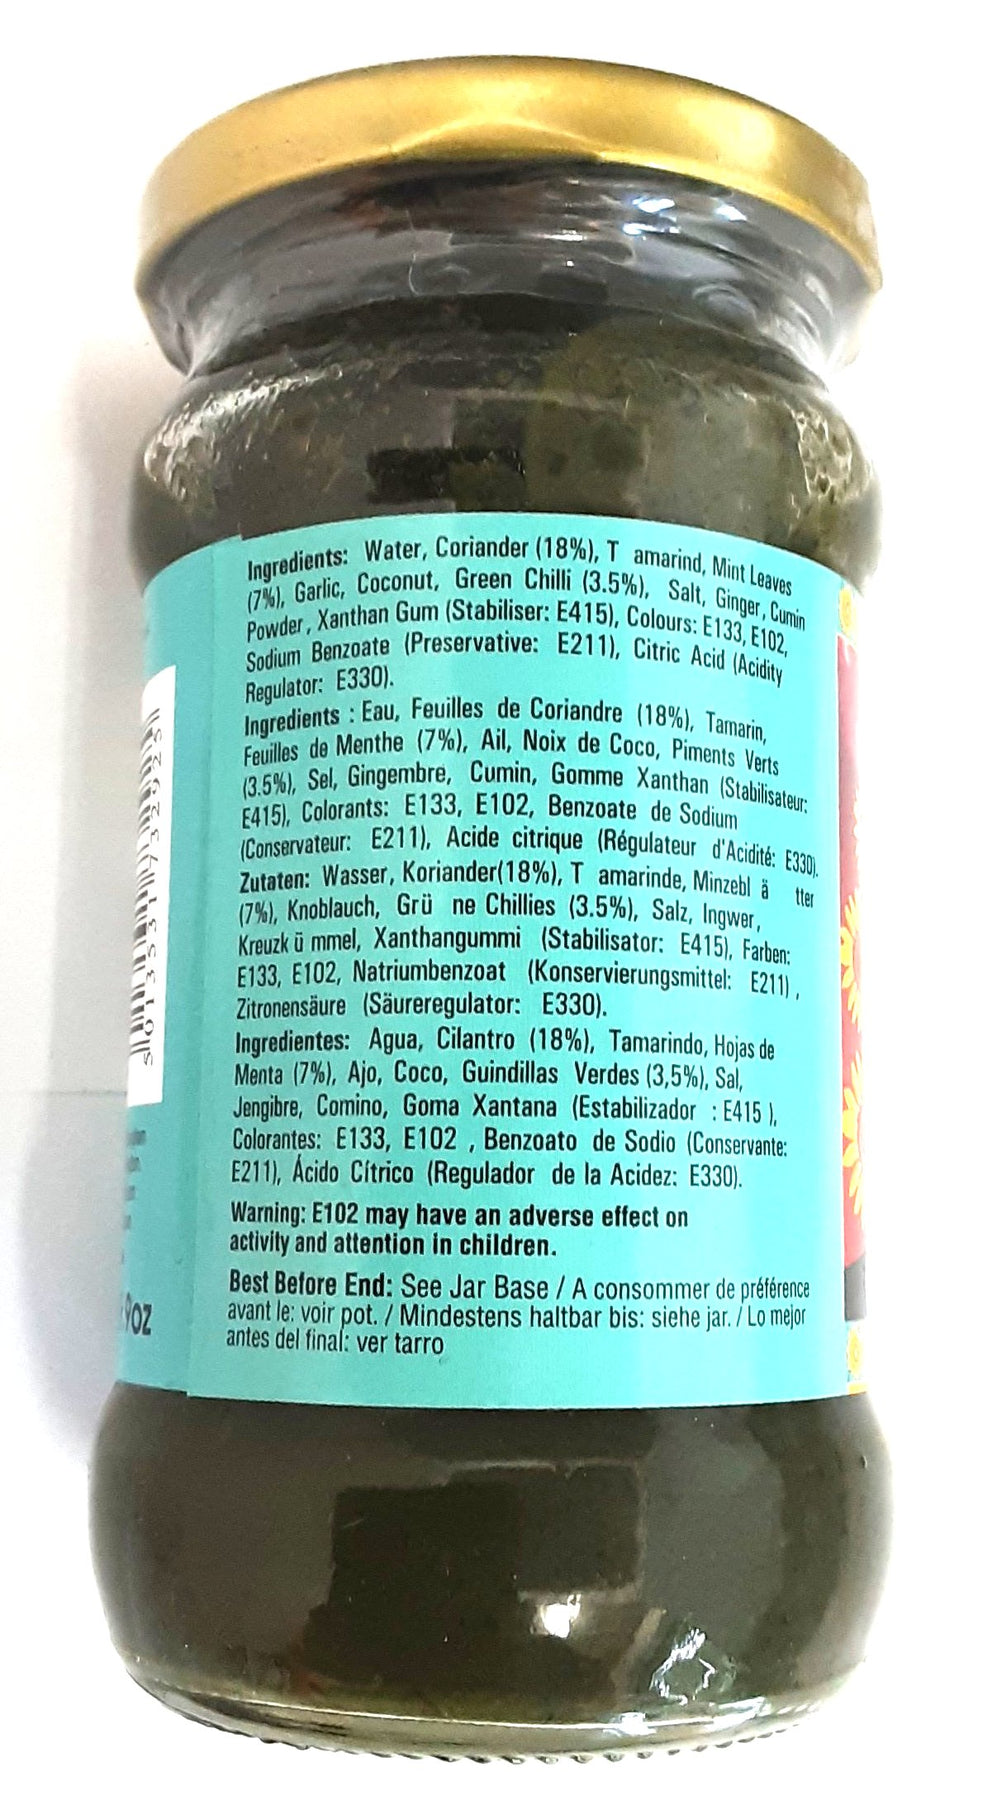 Ingredients: Water, Coriander (18%), T amarind, Mint Leaves
(7%), Garlic, Coconut, Green Chilli (3.5%), Salt, Ginger, Cumin
Powder, Xanthan Gum (Stabiliser: E415), Colours: E133, E102,
Sodium Benzoate (Preservative: E211), Citric Acid (Acidity
Regulator: E330).
Ingredients : Eau, Feuilles de Coriandre (18%), Tamarin,
Feuilles de Menthe (7%), Ail, Noix de Coco, Piments Verts
(3.5%), Sel, Gingembre, Cumin, Gomme Xanthan (Stabilisateur:
E415), Colorants: E133, E102, Benzoate de Sodium
(Conservateur: E211), Acide citrique (Régulateur d'Acidité: E330).
Zutaten: Wasser, Koriander(18%), T amarinde, Minzebl ä tter
(7%), Knoblauch, Grü ne Chillies (3.5%), Salz, Ingwer,
Kreuzk ü mmel, Xanthangummi (Stabilisator: E415), Farben:
E133, E102, Natriumbenzoat (Konservierungsmittel: E211),
Zitronensäure (Säureregulator: E330).
Ingredientes: Agua, Cilantro (18%), Tamarindo, Hojas de
Menta (7%), Ajo, Coco, Guindillas Verdes (3,5%), Sal,
Jengibre, Comino, Goma Xantana (Estabilizador : E415 ),
Colorantes: E133, E102 , Benzoato de Sodio (Conservante:
E211), Ácido Cítrico (Regulador de la Acidez: E330).
Warning: E102 may have an adverse effect on
activity and attention in children.
Best Before End: See Jar Base / A consommer de préférence
avant le: voir pot. / Mindestens haltbar bis: siehe jar. / Lo mejor
antes del final: ver tarro
9oz